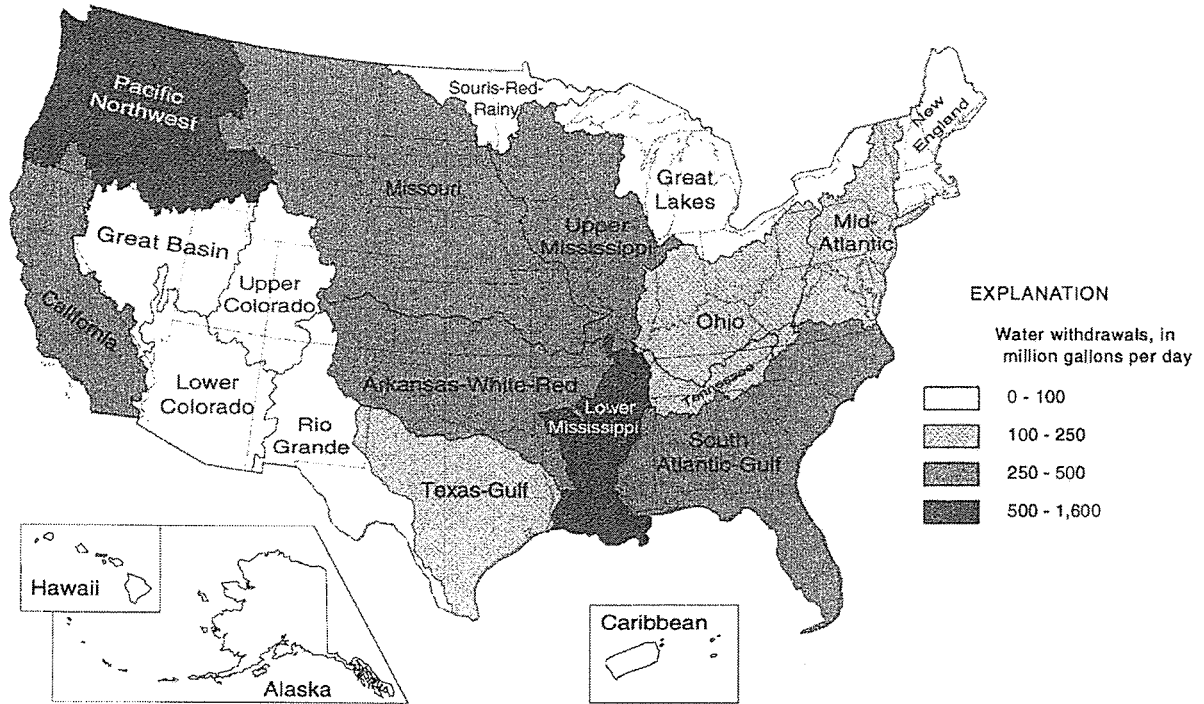 Pacific
Northwest
Souris-Red-
Rainy
New
England
Missouri
Great
Lakes
Upper
Mississippi
Mid-
Atlantic
Great Basin
Upper
Colorado
California
Ohio
Lower
Colorado
Arkansas-White-Red
Tennessee
Rio
Grande
Lower
Mississippi
South
Atlantic-Gulf
Texas-Gulf
EXPLANATION
Water withdrawals, in
million gallons per day
0 - 100
100 - 250
250 - 500
500 - 1,600
Hawaii
Alaska
Caribbean